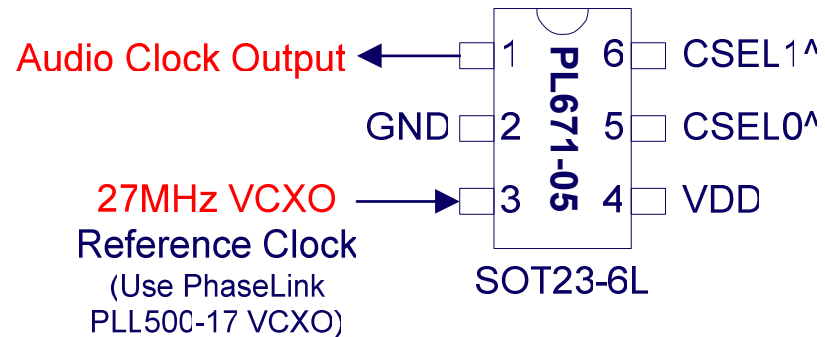 Audio Clock Output 1 6 CSEL1^
GND 2 5 CSEL0^
27MHz VCXO 3 4 VDD
PL671-05
Reference Clock
(Use PhaseLink
PLL500-17 VCXO)
SOT23-6L